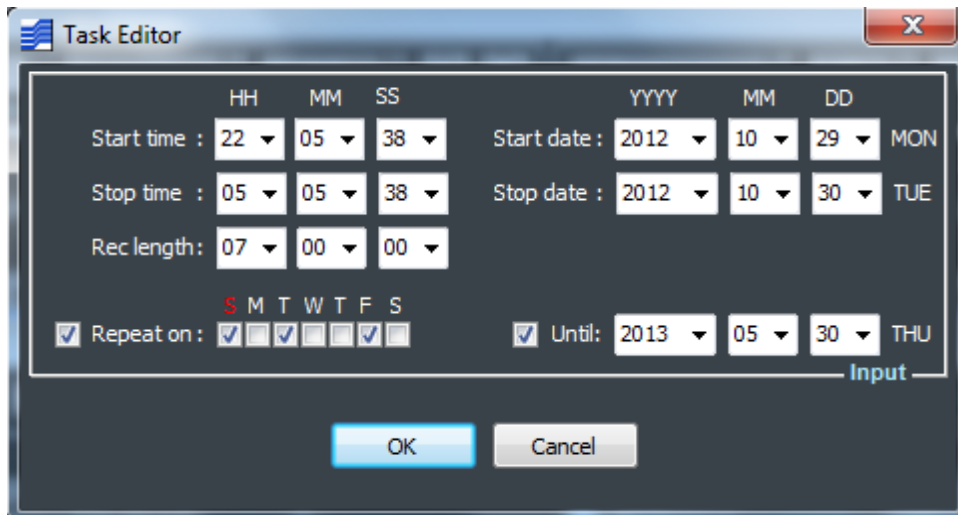 Task Editor
HH MM SS YYYY MM DD
Start time : 22 05 38 Start date : 2012 10 29 MON
Stop time : 05 05 38 Stop date : 2012 10 30 TUE
Rec length : 07 00 00
S M T W T F S
Repeat on : Until: 2013 05 30 THU
Input
OK Cancel